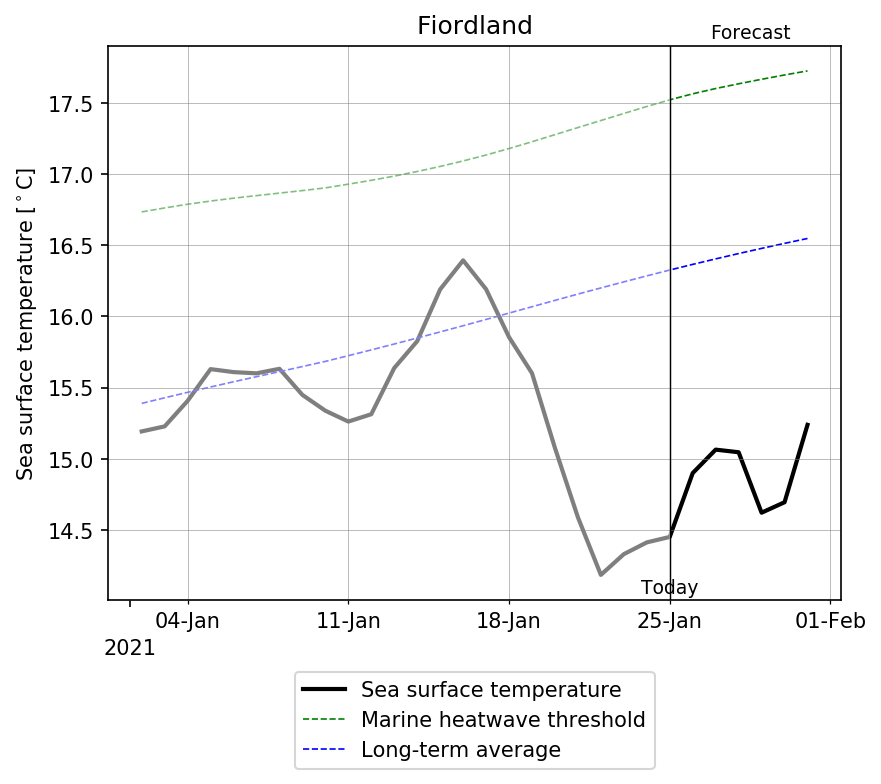 Fiordland
Forecast
Sea surface temperature [°C]
17.5
17.0
16.5
16.0
15.5
15.0
14.5
Today
04-Jan 11-Jan 18-Jan 25-Jan 01-Feb
2021
Sea surface temperature
Marine heatwave threshold
Long-term average